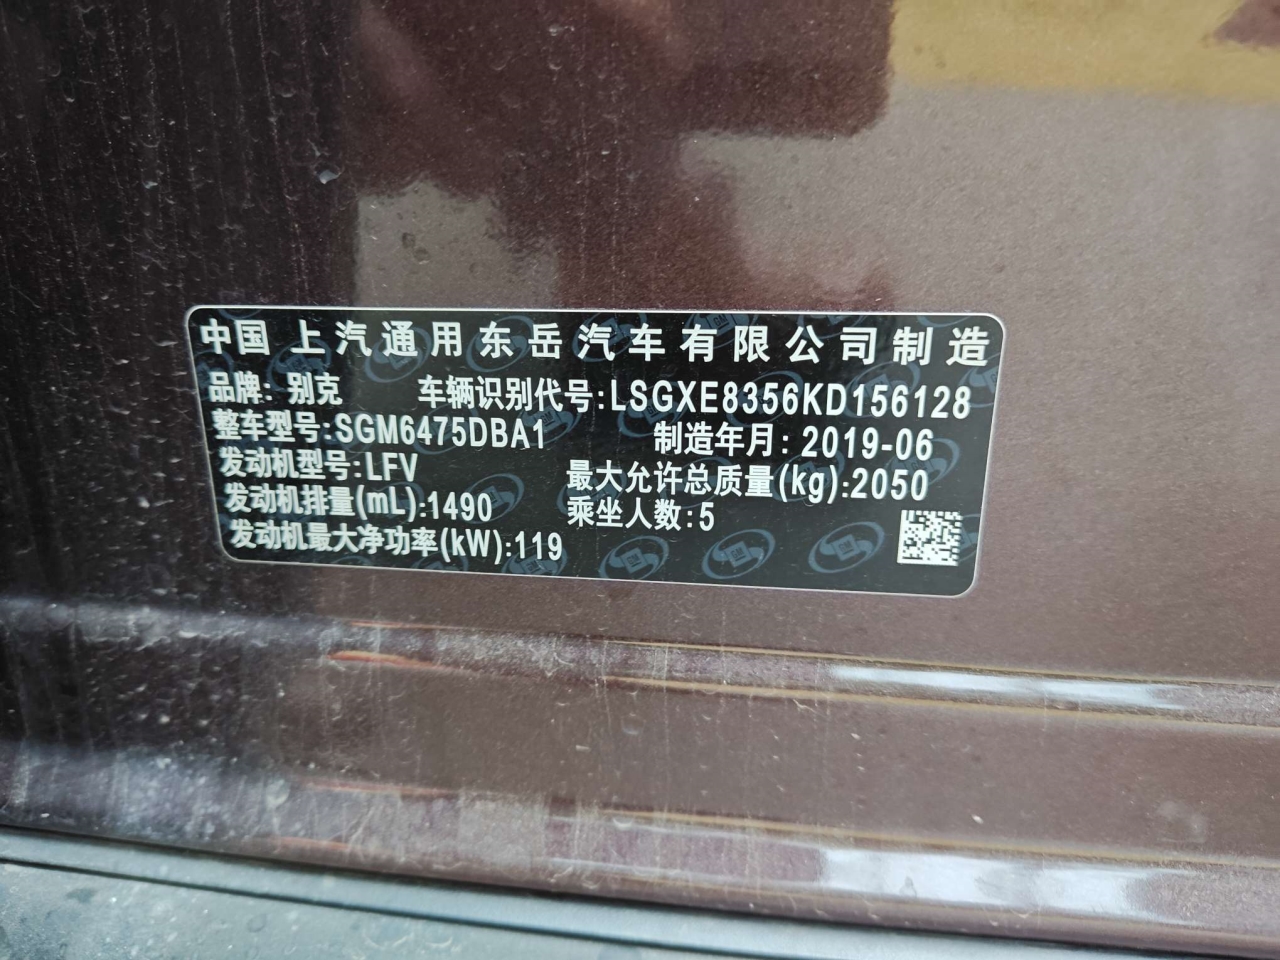 中国 上汽通用东岳汽车有限公司制造
品牌: 别克 车辆识别代号:LSGXE8356KD156128
整车型号:SGM6475DBA1 制造年月: 2019-06
发动机型号:LFV 最大允许总质量(kg):2050
发动机排量(mL):1490 乘坐人数:5
发动机最大净功率(kW):119